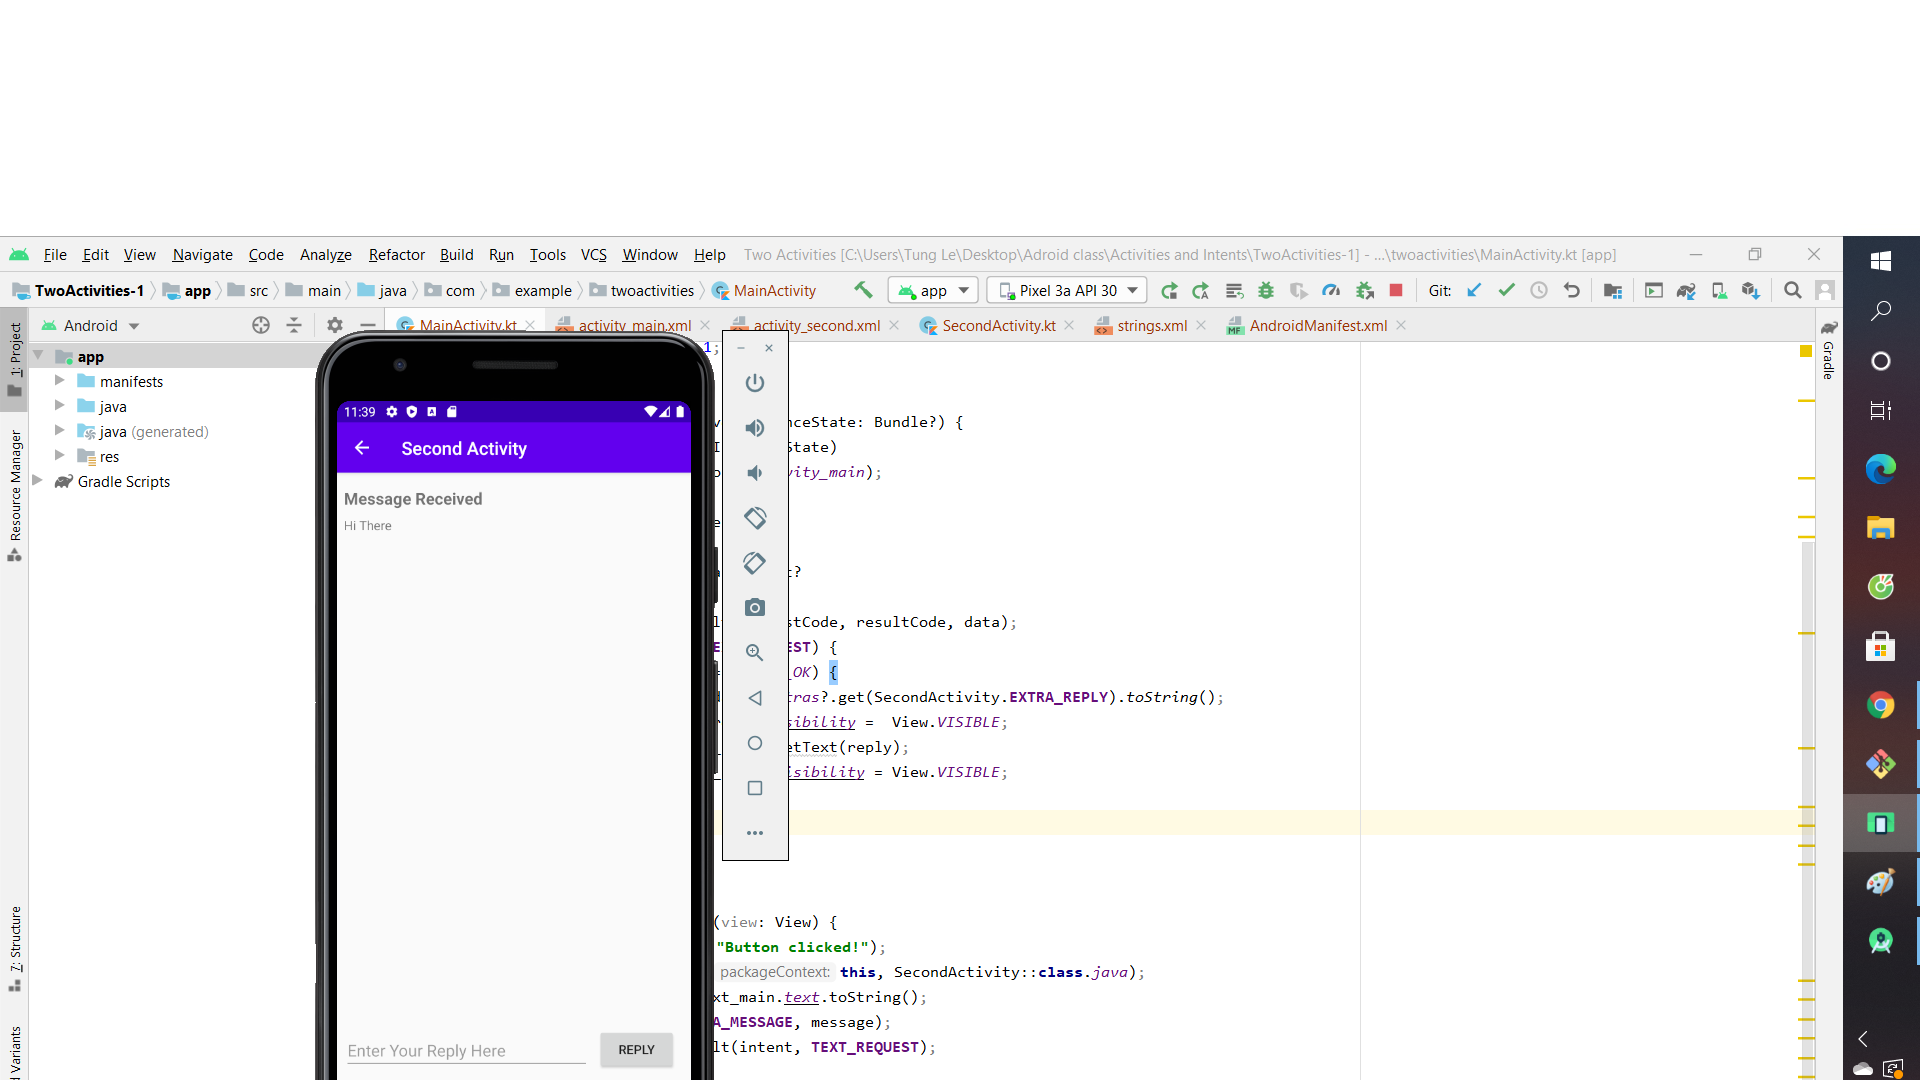 File Edit View Navigate Code Analyze Refactor Build Run Tools VCS Window Help Two Activities [C:\Users\Tung Le\Desktop\Adroid class\Activities and Intents\TwoActivities-1] - ...\twoactivities\MainActivity.kt [app]
TwoActivities-1 app src main java com example twoactivities MainActivity app Pixel 3a API 30 Git:
Android MainActivity.kt activity_main.xml activity_second.xml SecondActivity.kt strings.xml AndroidManifest.xml
1: Project
Resource Manager
7: Structure
Variants
Gradle
app
manifests
java
java (generated)
res
Gradle Scripts
11:39
Second Activity
Message Received
Hi There
Enter Your Reply Here REPLY
1;
nceState: Bundle?) {
State)
vity_main);
?
stCode, resultCode, data);
EST) {
_OK) {
tras?.get(SecondActivity.EXTRA_REPLY).toString();
sibility = View.VISIBLE;
etText(reply);
isibility = View.VISIBLE;
(view: View) {
"Button clicked!");
packageContext: this, SecondActivity::class.java);
xt_main.text.toString();
A_MESSAGE, message);
lt(intent, TEXT_REQUEST);